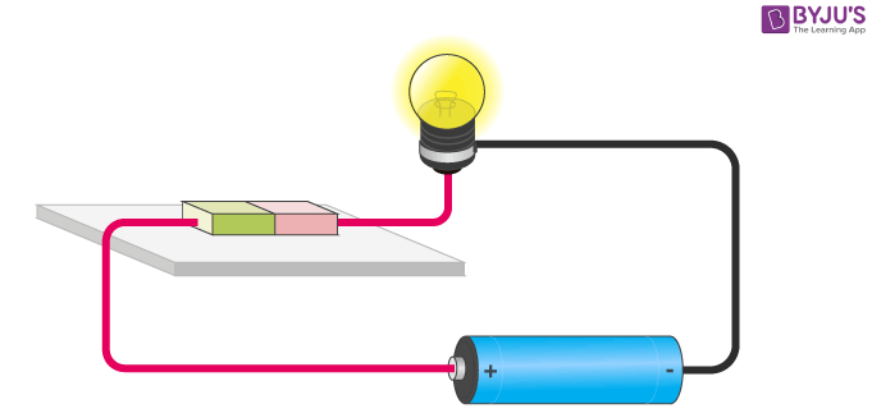 B BYJU'S
The Learning App
+ -